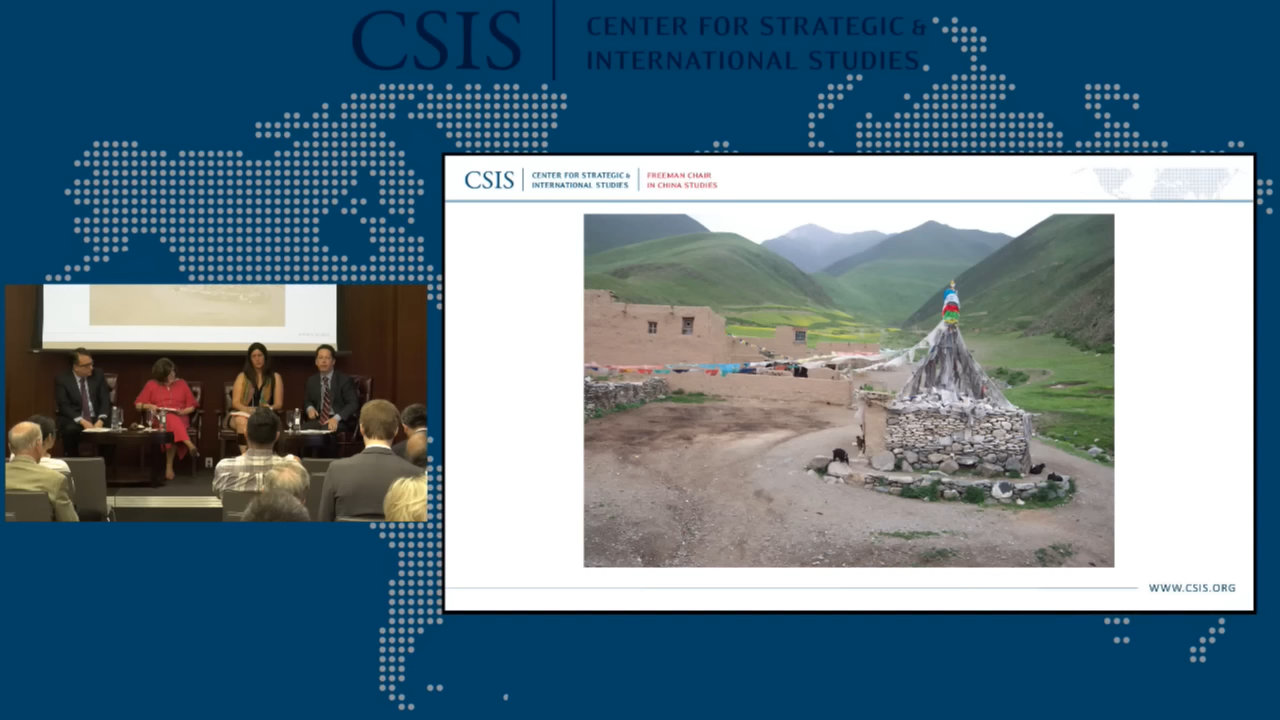 CSIS
CENTER FOR STRATEGIC &
INTERNATIONAL STUDIES
CSIS
CENTER FOR STRATEGIC &
INTERNATIONAL STUDIES
FREEMAN CHAIR
IN CHINA STUDIES
WWW.CSIS.ORG